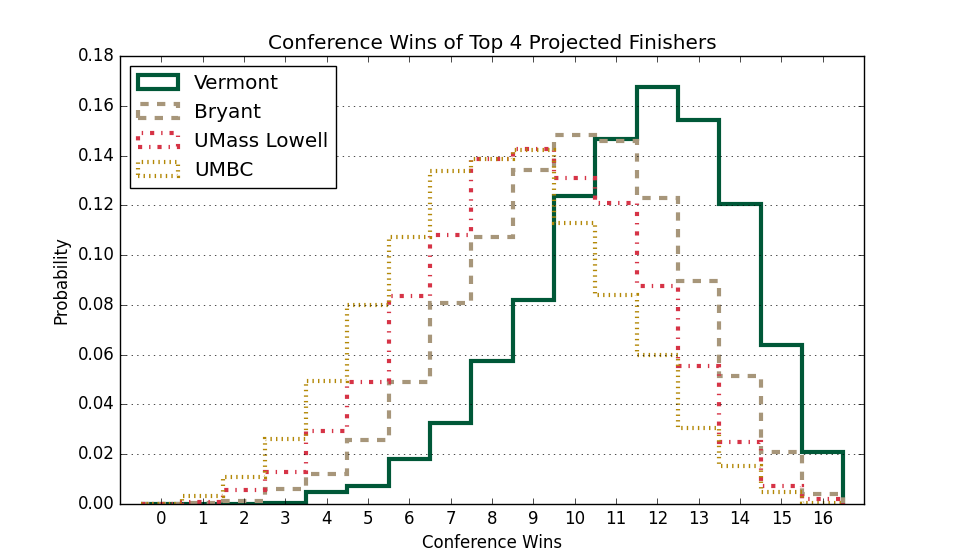 Conference Wins of Top 4 Projected Finishers
0.18
0.16
0.14
0.12
0.10
0.08
0.06
0.04
0.02
0.00
Probability
Vermont
Bryant
UMass Lowell
UMBC
0 1 2 3 4 5 6 7 8 9 10 11 12 13 14 15 16
Conference Wins